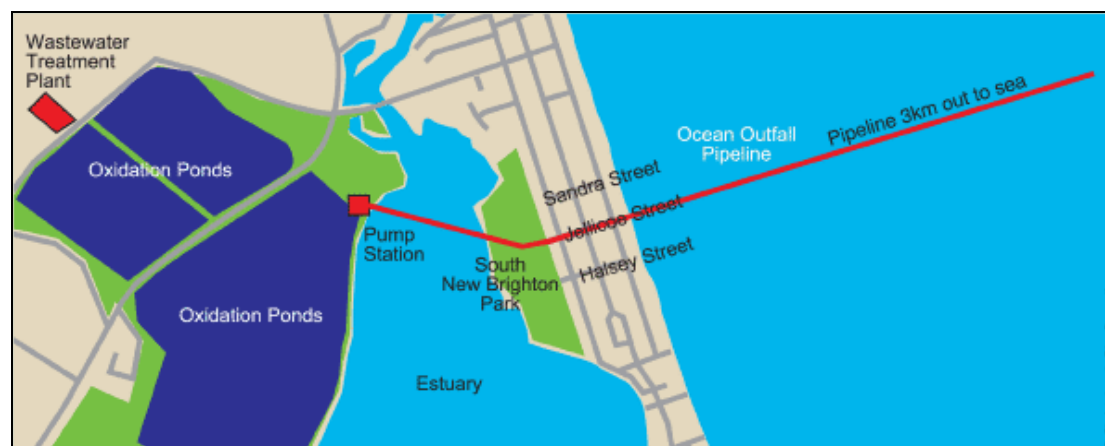 Wastewater
Treatment
Plant
Oxidation Ponds
Oxidation Ponds
Pump
Station
South
New Brighton
Park
Estuary
Sandra Street
Jellicoe Street
Halsey Street
Ocean Outfall
Pipeline
Pipeline 3km out to sea